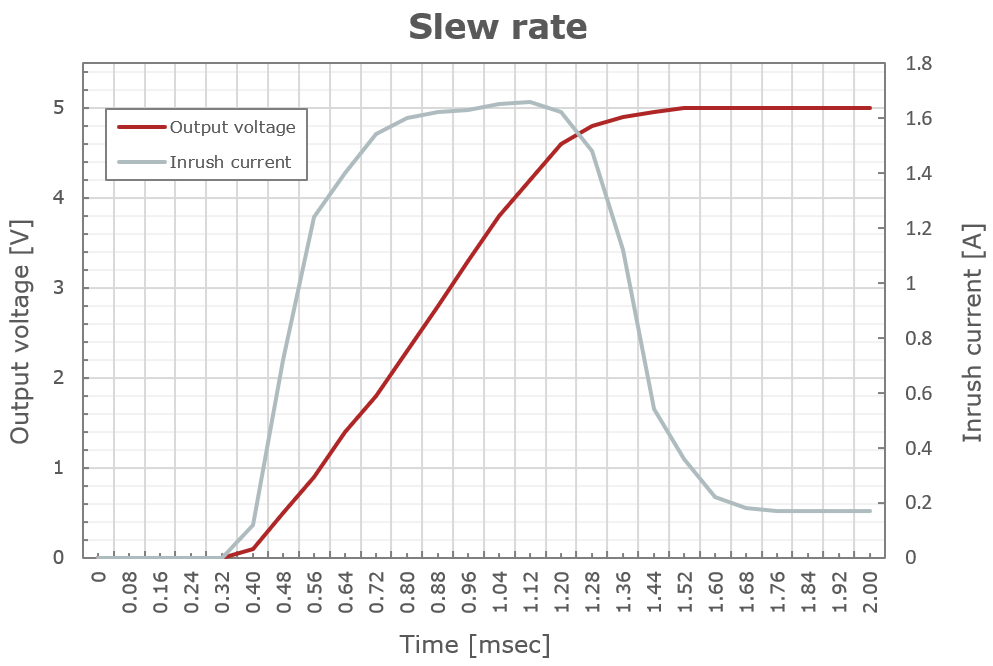 Slew rate
Output voltage
Inrush current
5
4
3
2
1
0
Output voltage [V]
1.8
1.6
1.4
1.2
1
0.8
0.6
0.4
0.2
0
Inrush current [A]
0 0.08 0.16 0.24 0.32 0.40 0.48 0.56 0.64 0.72 0.80 0.88 0.96 1.04 1.12 1.20 1.28 1.36 1.44 1.52 1.60 1.68 1.76 1.84 1.92 2.00
Time [msec]